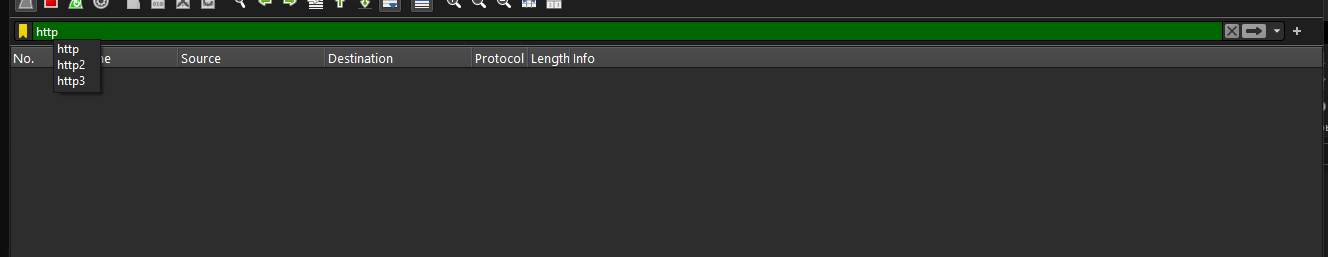 http
http
http2
http3
No. Source Destination Protocol Length Info